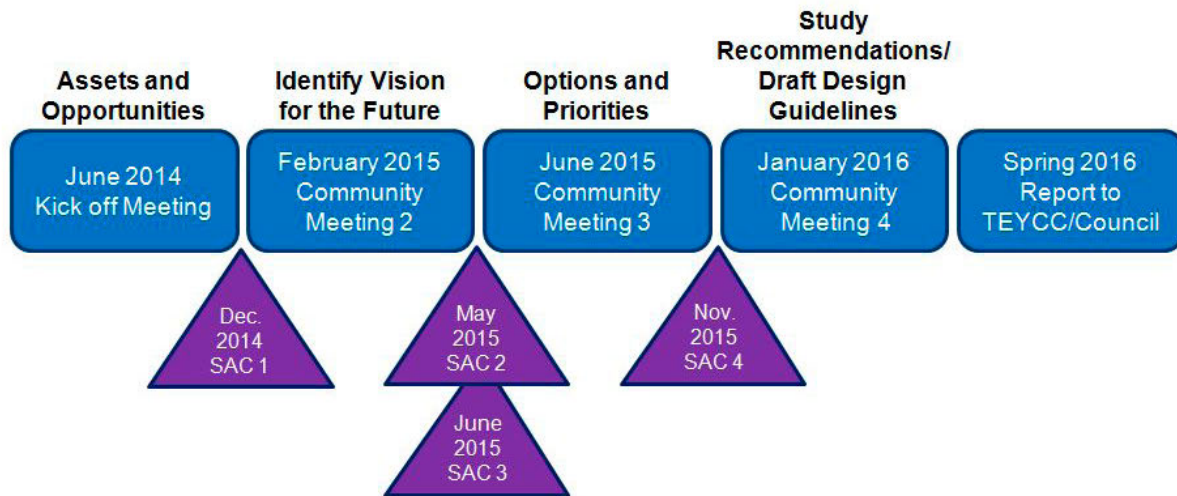 Assets and
Opportunities
Identify Vision
for the Future
Options and
Priorities
Study
Recommendations/
Draft Design
Guidelines
June 2014
Kick off Meeting
February 2015
Community
Meeting 2
June 2015
Community
Meeting 3
January 2016
Community
Meeting 4
Spring 2016
Report to
TEYCC/Council
Dec.
2014
SAC 1
May
2015
SAC 2
June
2015
SAC 3
Nov.
2015
SAC 4